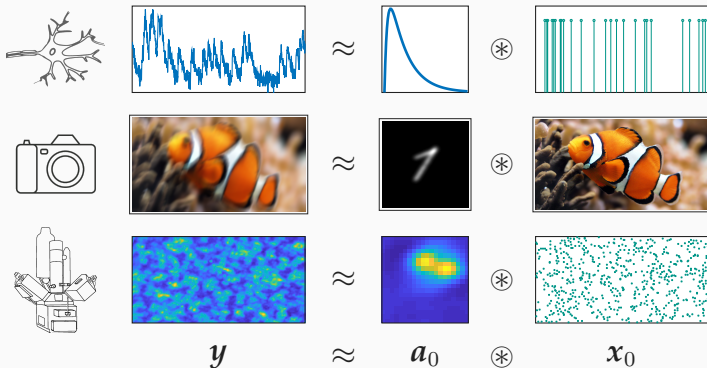 ≈ ⊛
≈ ⊛
≈ ⊛
y ≈ a₀ ⊛ x₀